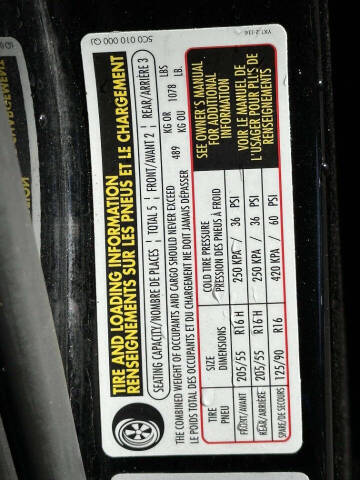 5C0 010 000 QJ
TIRE AND LOADING INFORMATION
RENSEIGNEMENTS SUR LES PNEUS ET LE CHARGEMENT
SEATING CAPACITY/NOMBRE DE PLACES | TOTAL 5 | FRONT/AVANT 2 | REAR/ARRIÈRE 3
THE COMBINED WEIGHT OF OCCUPANTS AND CARGO SHOULD NEVER EXCEED 489 KG OR 1078 LBS
LE POIDS TOTAL DES OCCUPANTS ET DU CHARGEMENT NE DOIT JAMAIS DÉPASSER KG OU LB.
TIRE SIZE COLD TIRE PRESSURE
PNEU DIMENSIONS PRESSION DES PNEUS À FROID
FRONT/AVANT 205/55 R16 H 250 KPA / 36 PSI
REAR/ARRIÈRE 205/55 R16 H 250 KPA / 36 PSI
SPARE/DE SECOURS 125/90 R16 420 KPA / 60 PSI
SEE OWNER'S MANUAL
FOR ADDITIONAL
INFORMATION
VOIR LE MANUEL DE
L'USAGER POUR PLUS DE
RENSEIGNEMENTS